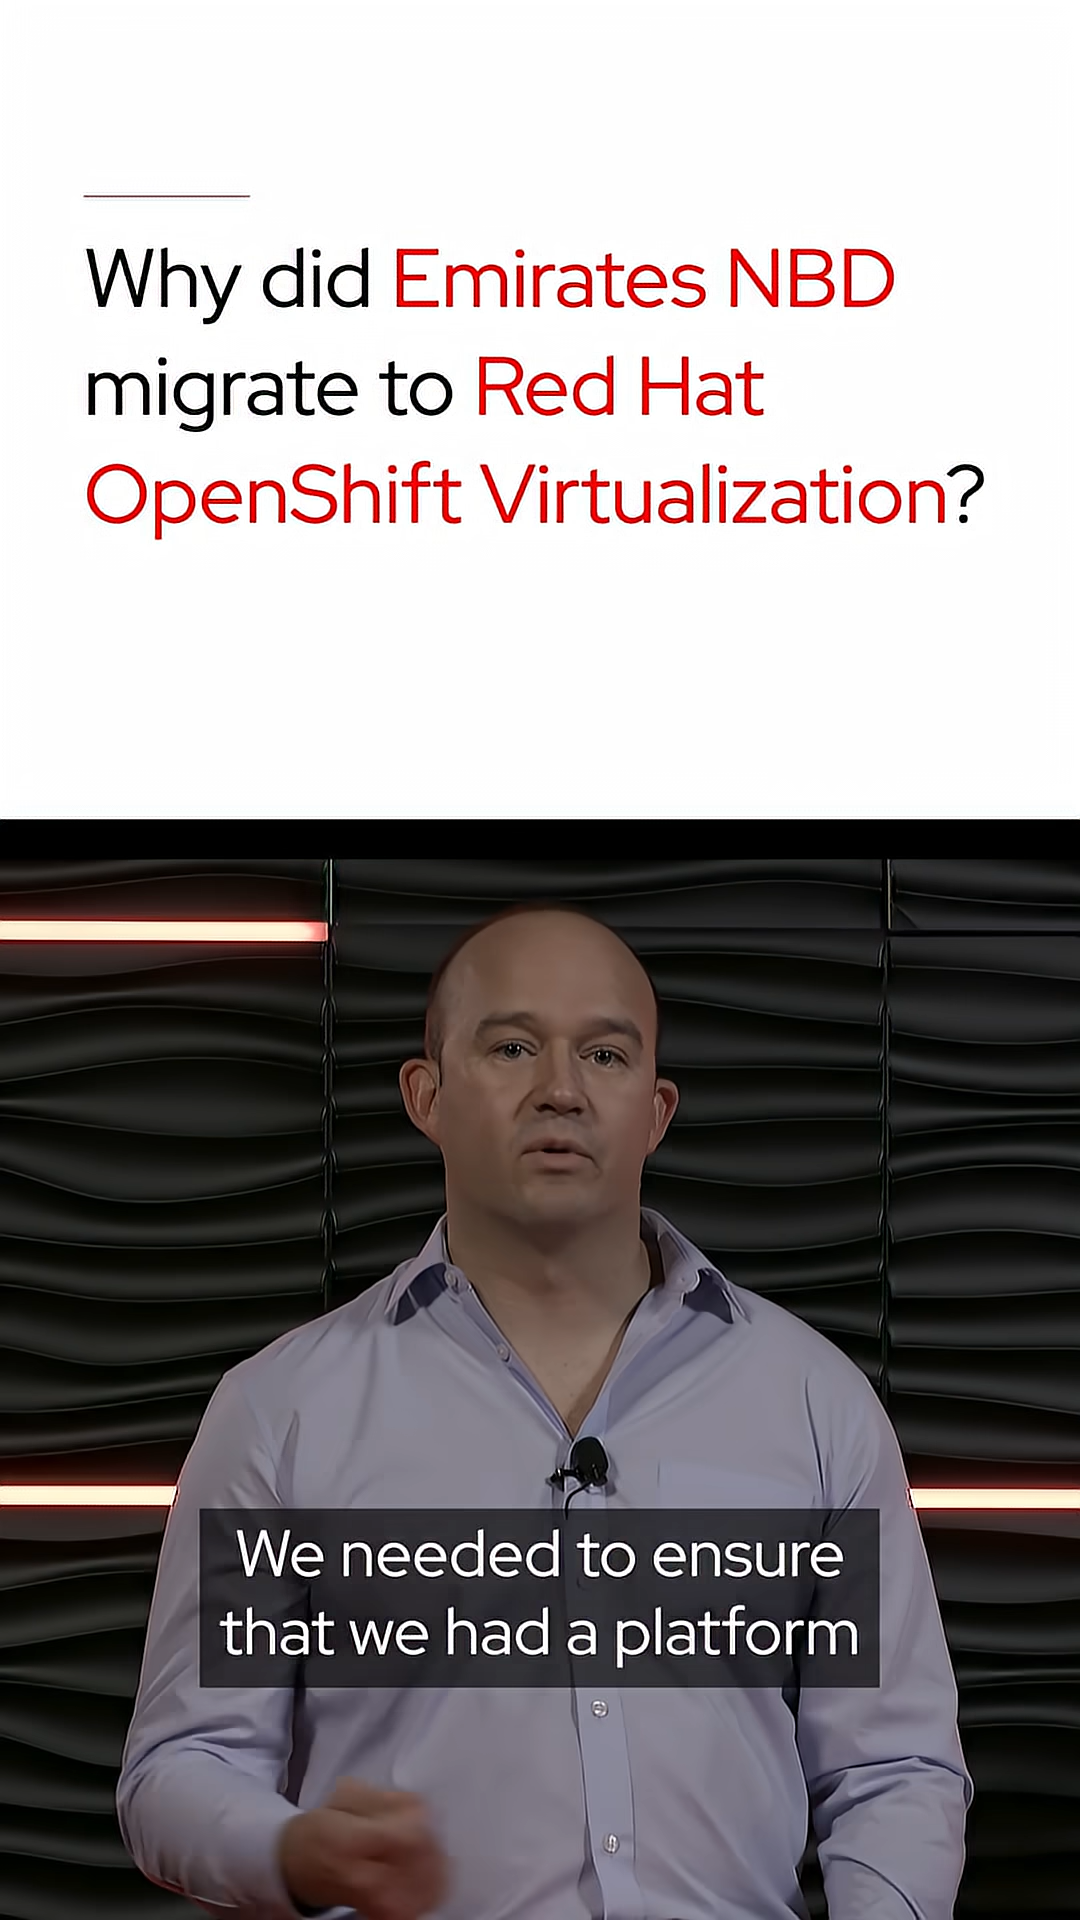 Why did Emirates NBD
migrate to Red Hat
OpenShift Virtualization?
We needed to ensure
that we had a platform